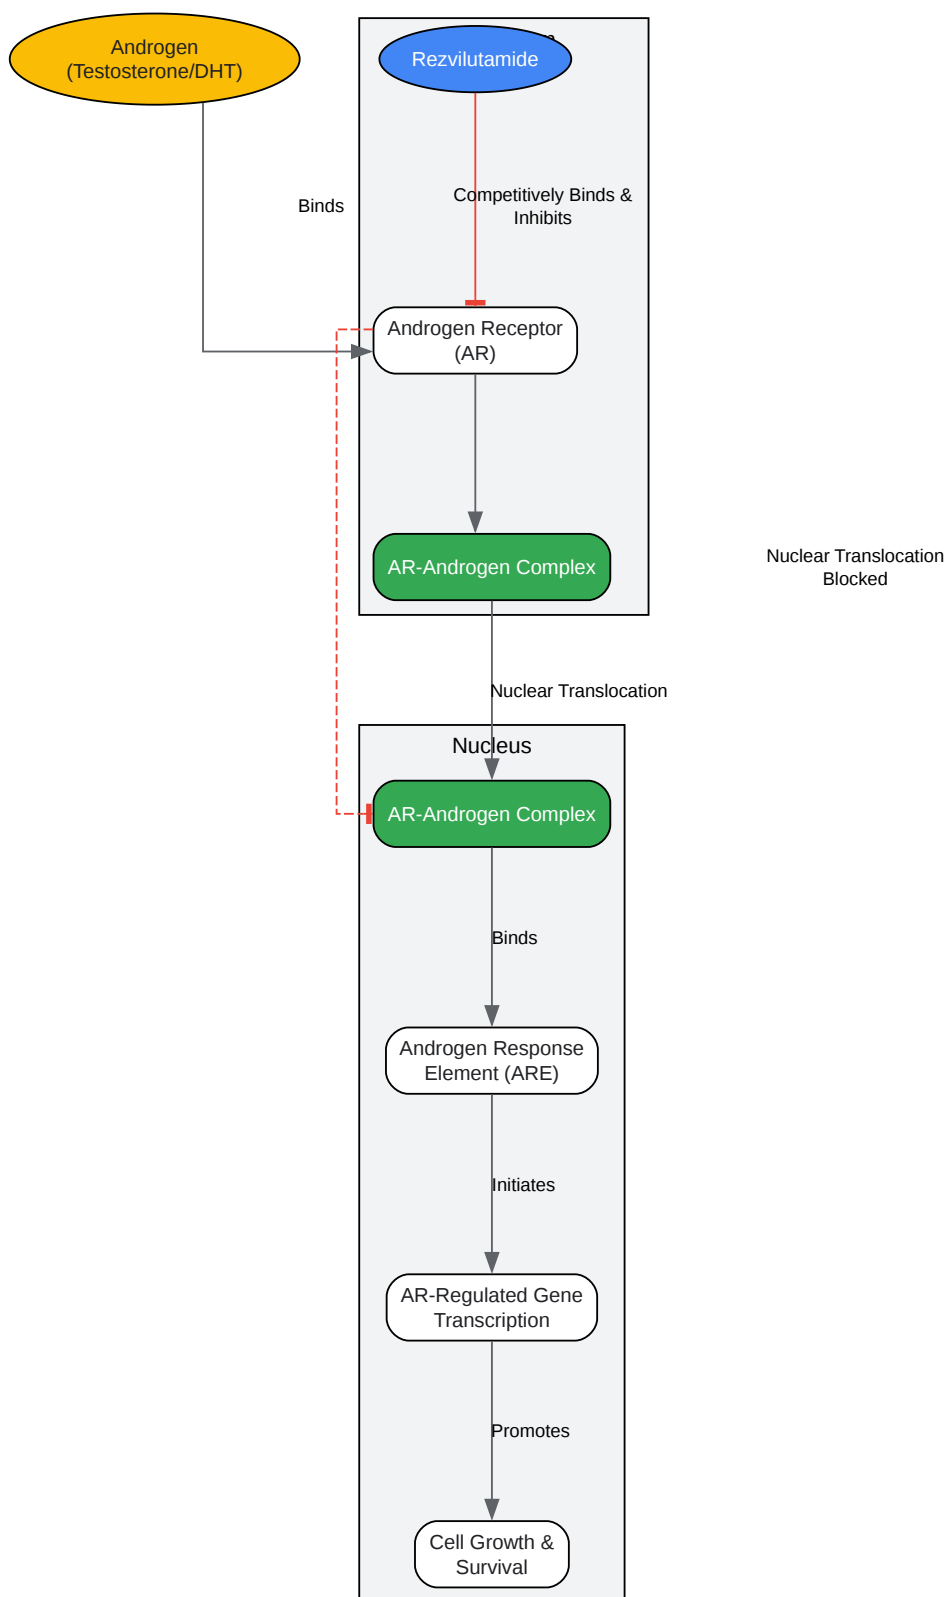 Androgen
(Testosterone/DHT)
Rezvilutamide
Binds
Competitively Binds &
Inhibits
Androgen Receptor
(AR)
AR-Androgen Complex
Nuclear Translocation
Blocked
Nuclear Translocation
Nucleus
AR-Androgen Complex
Binds
Androgen Response
Element (ARE)
Initiates
AR-Regulated Gene
Transcription
Promotes
Cell Growth &
Survival